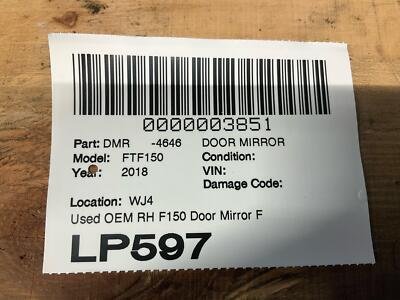 0000003851
Part: DMR -4646 DOOR MIRROR
Model: FTF150 Condition:
Year: 2018 VIN:
Damage Code:
Location: WJ4
Used OEM RH F150 Door Mirror F
LP597